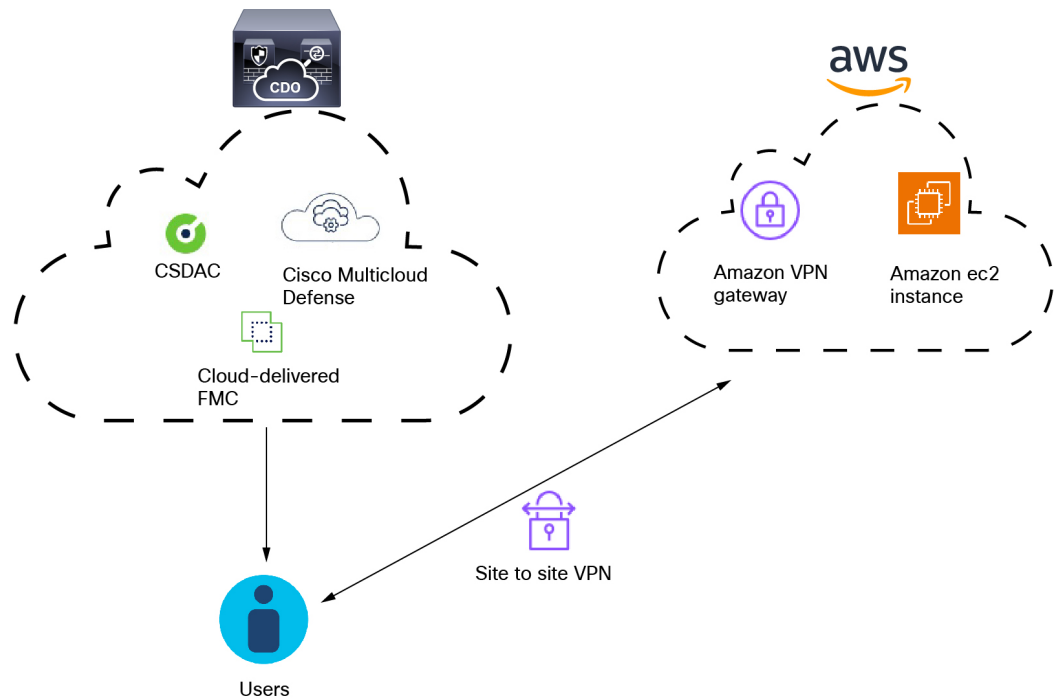 CDO
aws
CSDAC
Cisco Multicloud
Defense
Amazon VPN
gateway
Amazon ec2
instance
Cloud-delivered
FMC
Site to site VPN
Users